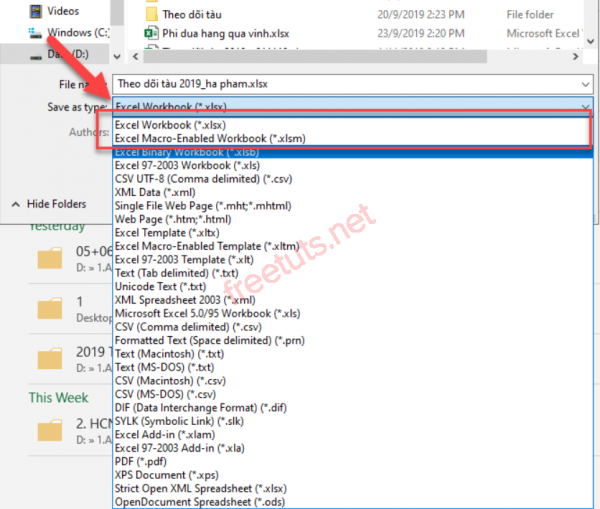 Videos
Windows (C:)
Data (D:)
Theo dõi tàu 20/9/2019 2:23 PM File folder
Phi dua hang qua vinh.xlsx 23/9/2019 2:20 PM Microsoft Excel W
File name: Theo dõi tàu 2019_ha pham.xlsx
Save as type: Excel Workbook (*.xlsx)
Authors:
Excel Workbook (*.xlsx)
Excel Macro-Enabled Workbook (*.xlsm)
Excel Binary Workbook (*.xlsb)
Excel 97-2003 Workbook (*.xls)
CSV UTF-8 (Comma delimited) (*.csv)
XML Data (*.xml)
Single File Web Page (*.mht;*.mhtml)
Web Page (*.htm;*.html)
Excel Template (*.xltx)
Excel Macro-Enabled Template (*.xltm)
Excel 97-2003 Template (*.xlt)
Text (Tab delimited) (*.txt)
Unicode Text (*.txt)
XML Spreadsheet 2003 (*.xml)
Microsoft Excel 5.0/95 Workbook (*.xls)
CSV (Comma delimited) (*.csv)
Formatted Text (Space delimited) (*.prn)
Text (Macintosh) (*.txt)
Text (MS-DOS) (*.txt)
CSV (Macintosh) (*.csv)
CSV (MS-DOS) (*.csv)
DIF (Data Interchange Format) (*.dif)
SYLK (Symbolic Link) (*.slk)
Excel Add-in (*.xlam)
Excel 97-2003 Add-in (*.xla)
PDF (*.pdf)
XPS Document (*.xps)
Strict Open XML Spreadsheet (*.xlsx)
OpenDocument Spreadsheet (*.ods)
Hide Folders
Yesterday
05+06
D: » 1.A
1
Desktop
2019 T
D: » 1.A
This Week
2. HCN
D: » 1.A
freetuts.net